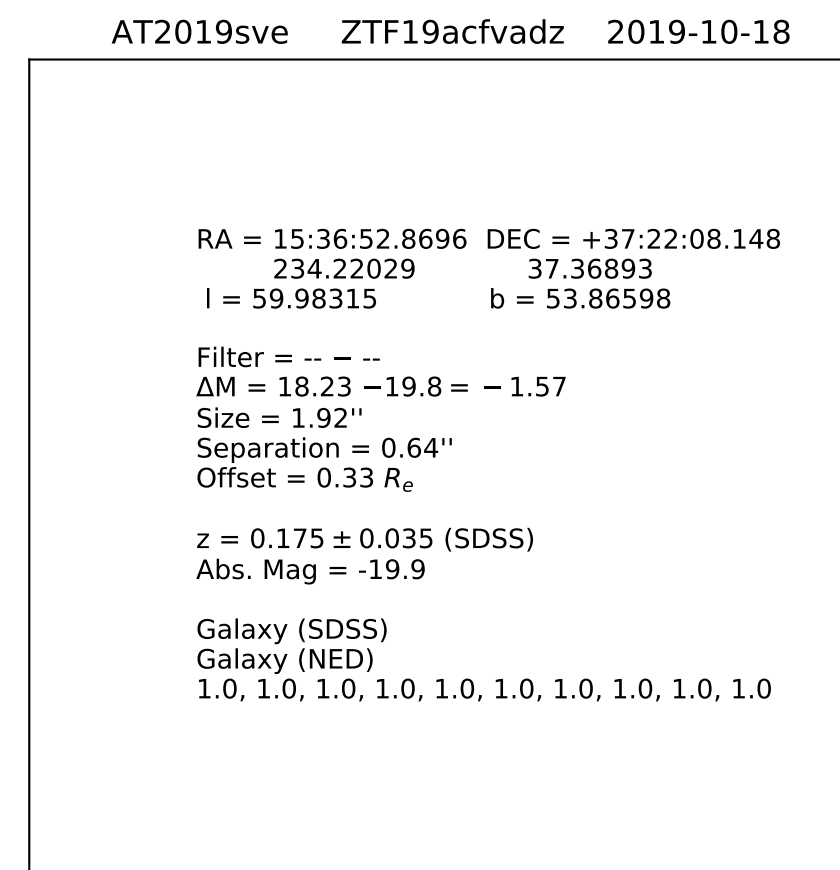 AT2019sve ZTF19acfvadz 2019-10-18
RA = 15:36:52.8696 DEC = +37:22:08.148
234.22029 37.36893
l = 59.98315 b = 53.86598
Filter = -- − --
ΔM = 18.23 −19.8 = − 1.57
Size = 1.92''
Separation = 0.64''
Offset = 0.33 Re
z = 0.175 ± 0.035 (SDSS)
Abs. Mag = -19.9
Galaxy (SDSS)
Galaxy (NED)
1.0, 1.0, 1.0, 1.0, 1.0, 1.0, 1.0, 1.0, 1.0, 1.0